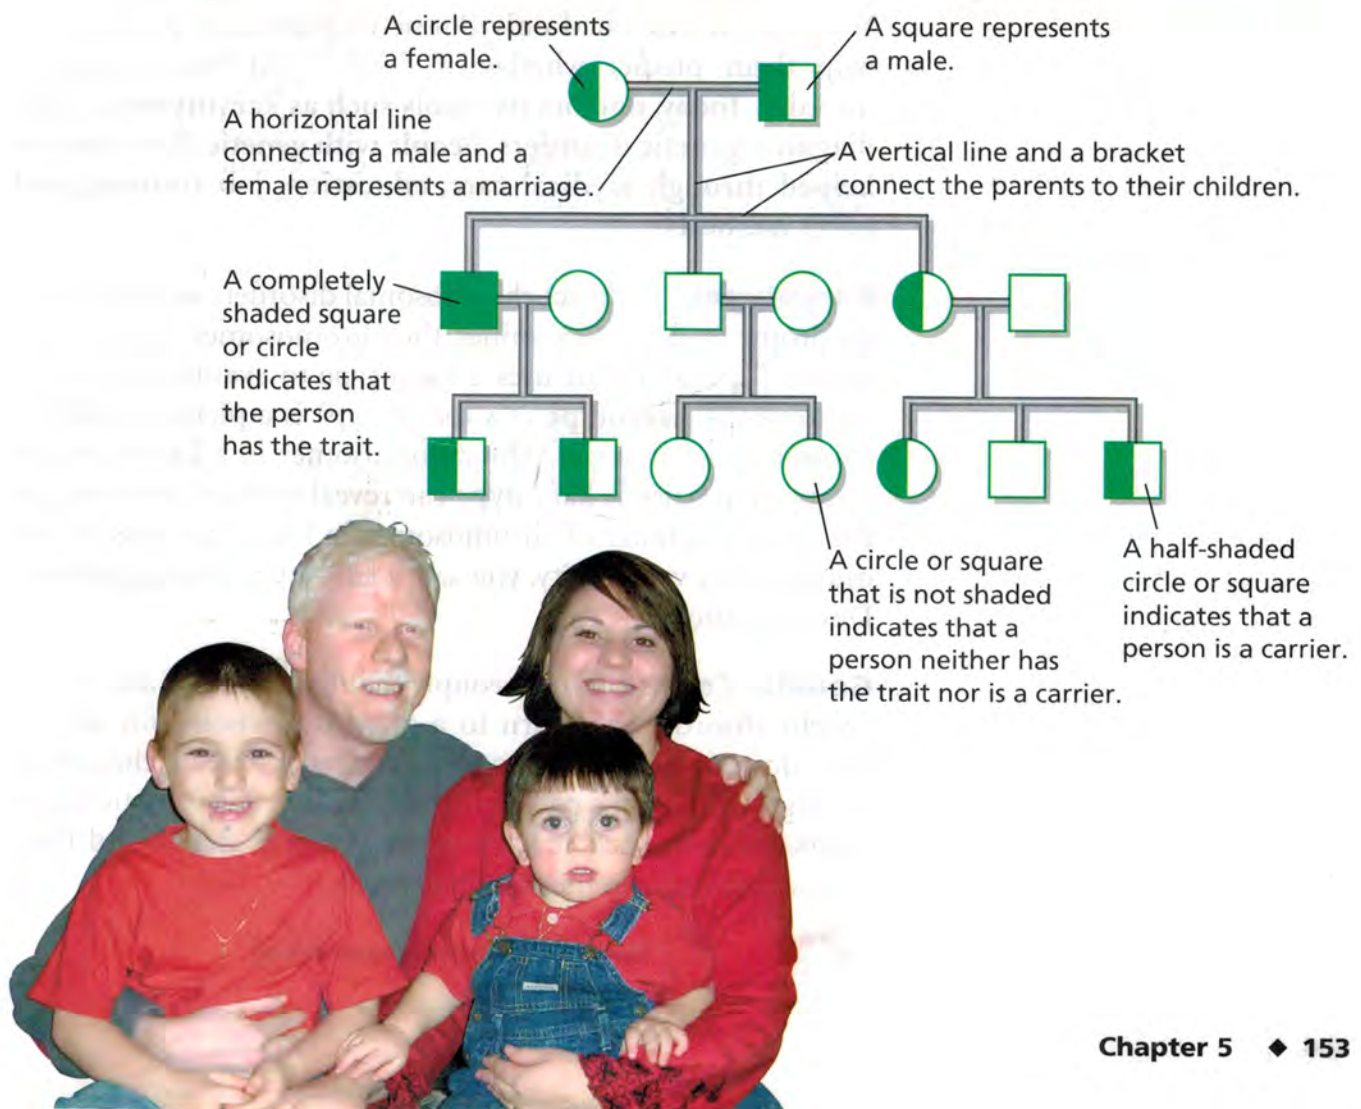 A circle represents
a female.
A square represents
a male.
A horizontal line
connecting a male and a
female represents a marriage.
A vertical line and a bracket
connect the parents to their children.
A completely
shaded square
or circle
indicates that
the person
has the trait.
A circle or square
that is not shaded
indicates that a
person neither has
the trait nor is a carrier.
A half-shaded
circle or square
indicates that a
person is a carrier.
Chapter 5 ◆ 153